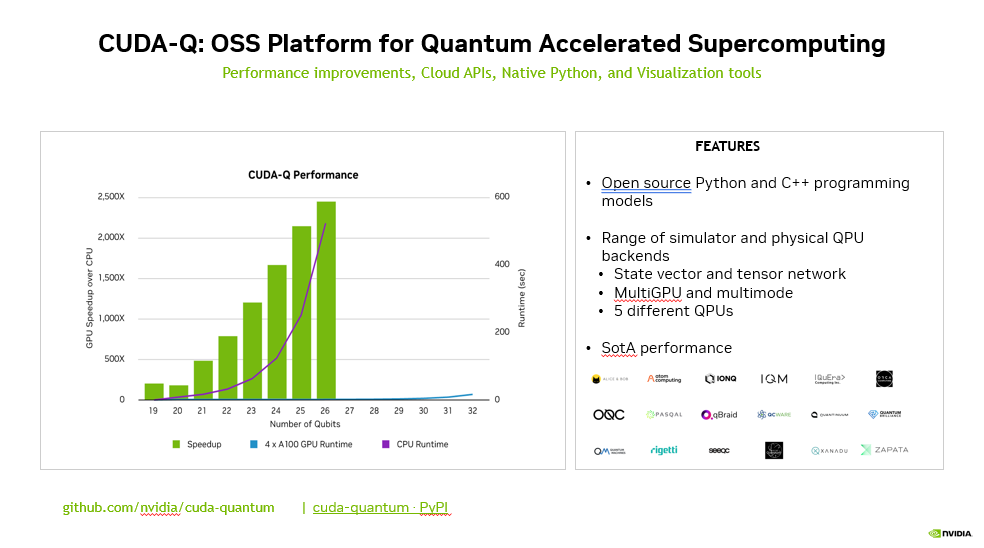 CUDA-Q: OSS Platform for Quantum Accelerated Supercomputing
Performance improvements, Cloud APIs, Native Python, and Visualization tools
CUDA-Q Performance
2,500X
2,000X
1,500X
1,000X
500X
0
GPU Speedup over CPU
600
400
200
0
Runtime (sec)
19 20 21 22 23 24 25 26 27 28 29 30 31 32
Number of Qubits
Speedup 4 x A100 GPU Runtime CPU Runtime
FEATURES
• Open source Python and C++ programming
models
• Range of simulator and physical QPU
backends
• State vector and tensor network
• MultiGPU and multimode
• 5 different QPUs
• SotA performance
ALICE & BOB atom computing IONQ IQM |QuEra> Computing Inc. ORCA
OQC PASQAL qBraid QCWARE QUANTINUUM QUANTUM BRILLIANCE
QM QUANTUM MACHINES rigetti seeqc XANADU ZAPATA
github.com/nvidia/cuda-quantum | cuda-quantum · PyPI
NVIDIA